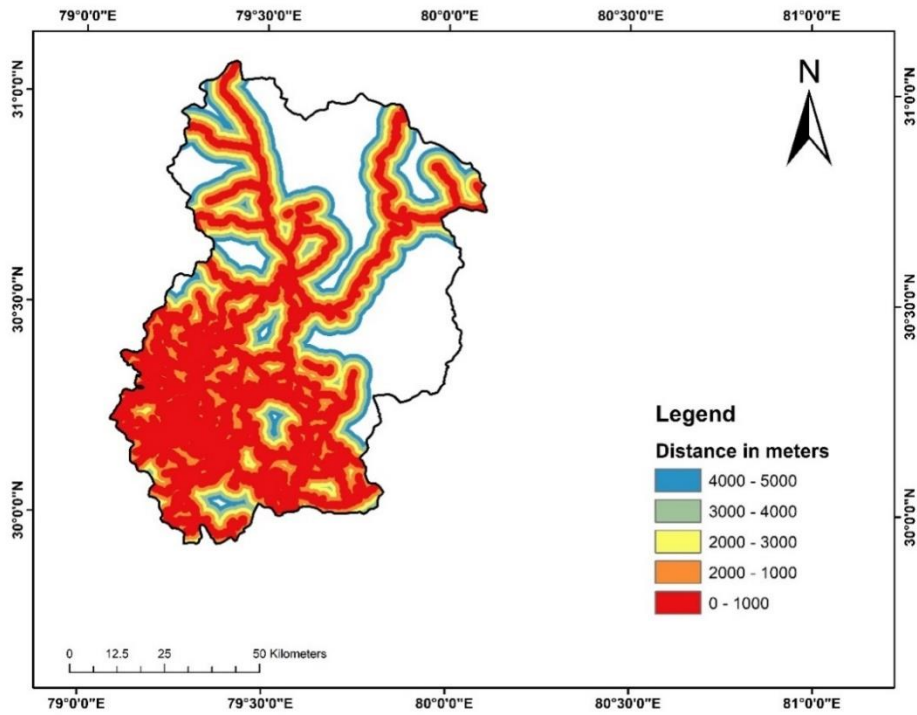 79°0'0"E 79°30'0"E 80°0'0"E 80°30'0"E 81°0'0"E
31°0'0"N 31°0'0"N
N
30°30'0"N 30°30'0"N
Legend
Distance in meters
4000 - 5000
3000 - 4000
2000 - 3000
2000 - 1000
0 - 1000
30°0'0"N 30°0'0"N
0 12.5 25 50 Kilometers
79°0'0"E 79°30'0"E 80°0'0"E 80°30'0"E 81°0'0"E